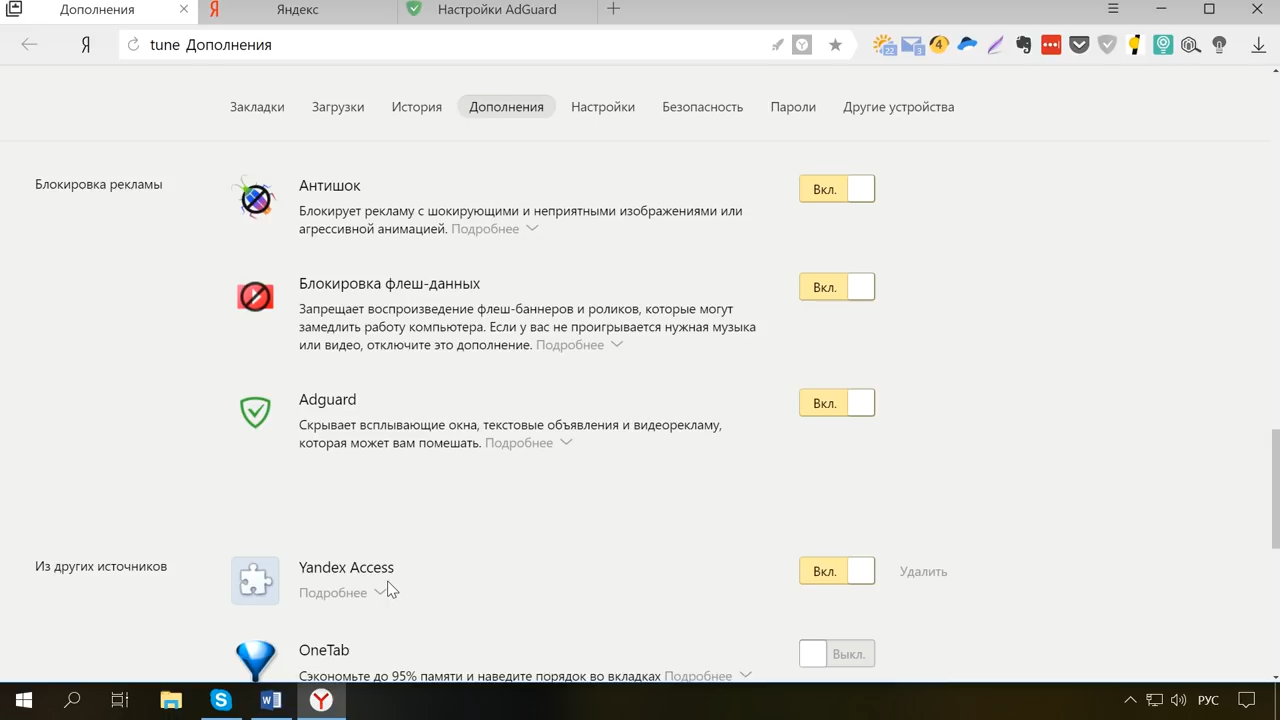 Дополнения
Яндекс
Настройки AdGuard
tune Дополнения
22
3
4
Закладки
Загрузки
История
Дополнения
Настройки
Безопасность
Пароли
Другие устройства
Блокировка рекламы
Антишок
Вкл.
Блокирует рекламу с шокирующими и неприятными изображениями или
агрессивной анимацией. Подробнее
Блокировка флеш-данных
Вкл.
Запрещает воспроизведение флеш-баннеров и роликов, которые могут
замедлить работу компьютера. Если у вас не проигрывается нужная музыка
или видео, отключите это дополнение. Подробнее
Adguard
Вкл.
Скрывает всплывающие окна, текстовые объявления и видеорекламу,
которая может вам помешать. Подробнее
Из других источников
Yandex Access
Вкл.
Удалить
Подробнее
OneTab
Выкл.
Сэкономьте до 95% памяти и наведите порядок во вкладках Подробнее
РУС